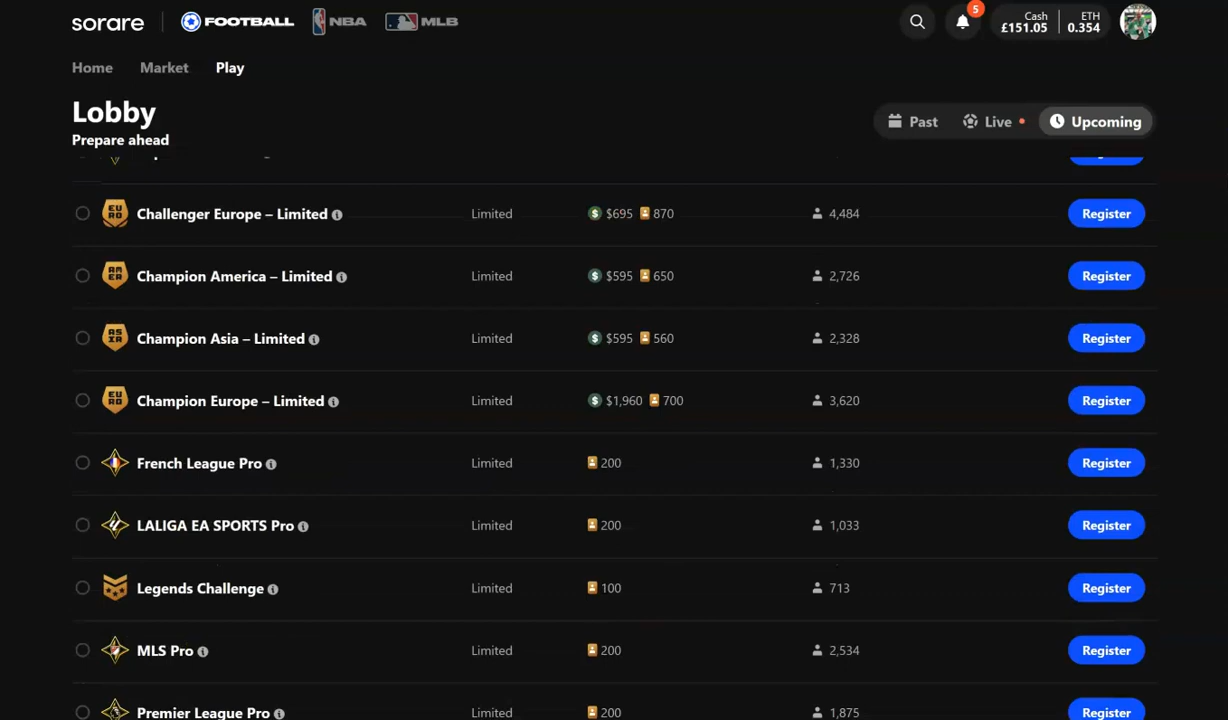 sorare FOOTBALL NBA MLB 5 Cash £151.05 ETH 0.354
Home Market Play
Lobby
Prepare ahead
Past Live Upcoming
EURO Challenger Europe – Limited Limited $695 870 4,484 Register
AMER Champion America – Limited Limited $595 650 2,726 Register
ASIA Champion Asia – Limited Limited $595 560 2,328 Register
EURO Champion Europe – Limited Limited $1,960 700 3,620 Register
French League Pro Limited 200 1,330 Register
LALIGA EA SPORTS Pro Limited 200 1,033 Register
Legends Challenge Limited 100 713 Register
MLS Pro Limited 200 2,534 Register
Premier League Pro Limited 200 1,875 Register